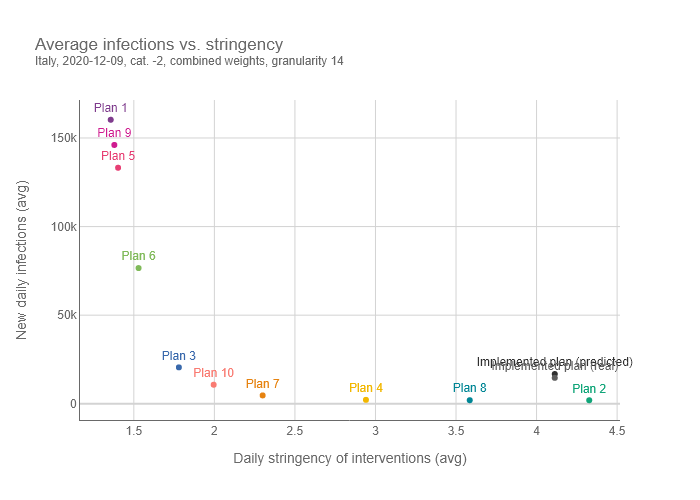 Average infections vs. stringency
Italy, 2020-12-09, cat. -2, combined weights, granularity 14
Plan 1
Plan 9
Plan 5
Plan 6
Plan 3
Plan 10
Plan 7
Plan 4
Plan 8
Plan 2
Implemented plan (predicted)
Implemented plan (real)
150k
100k
50k
0
1.5
2
2.5
3
3.5
4
4.5
New daily infections (avg)
Daily stringency of interventions (avg)